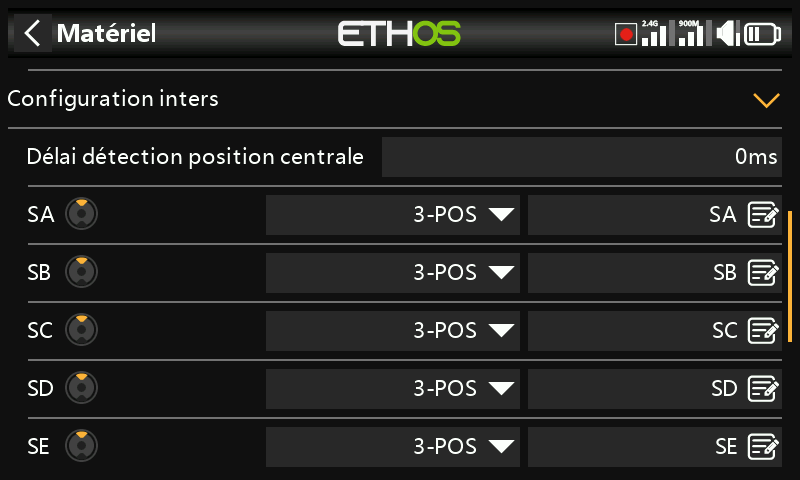 Matériel
ETHOS
2.4G
900M
Configuration inters
Délai détection position centrale
0ms
SA 3-POS SA
SB 3-POS SB
SC 3-POS SC
SD 3-POS SD
SE 3-POS SE